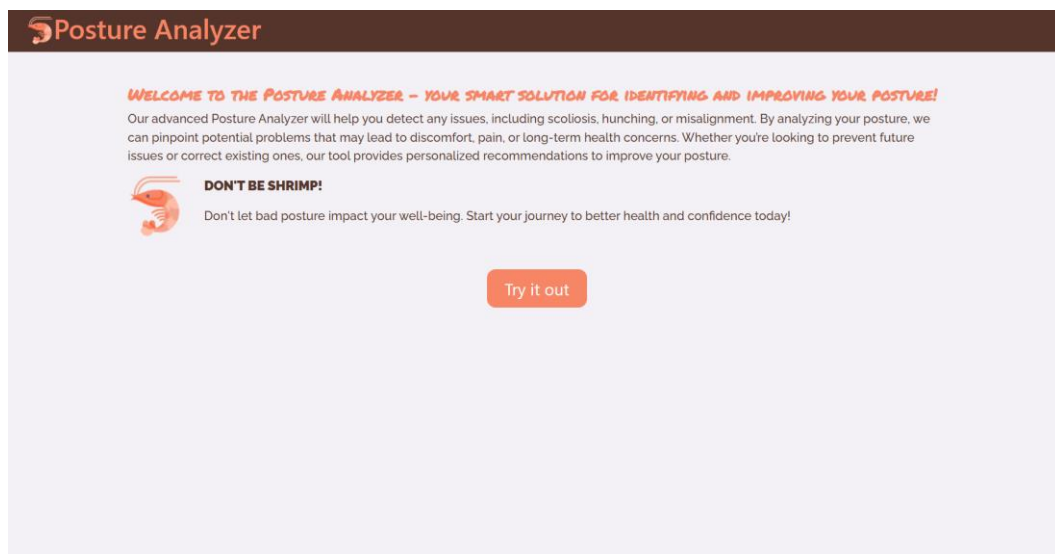 Posture Analyzer
Welcome to the Posture Analyzer – your smart solution for identifying and improving your posture!
Our advanced Posture Analyzer will help you detect any issues, including scoliosis, hunching, or misalignment. By analyzing your posture, we
can pinpoint potential problems that may lead to discomfort, pain, or long-term health concerns. Whether you're looking to prevent future
issues or correct existing ones, our tool provides personalized recommendations to improve your posture.
DON'T BE SHRIMP!
Don't let bad posture impact your well-being. Start your journey to better health and confidence today!
Try it out